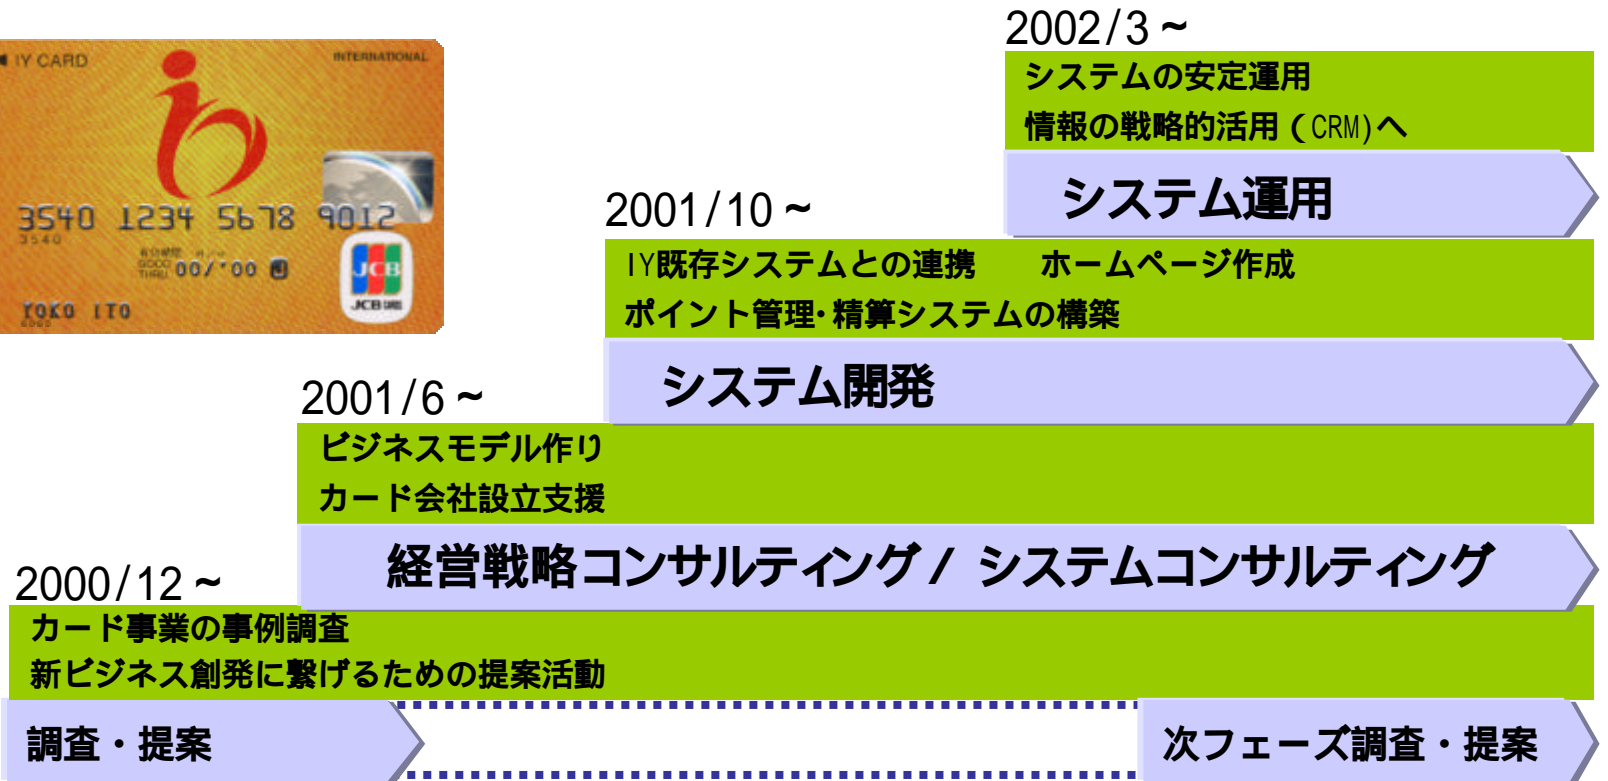 2002/3～
IY CARD
INTERNATIONAL
システムの安定運用
情報の戦略的活用（CRM)へ
システム運用
3540 1234 5678 9012
3540
GOOD THRU 00/'00
JCB
JCB
YOKO ITO
2001/10～
IY既存システムとの連携 ホームページ作成
ポイント管理・精算システムの構築
システム開発
2001/6～
ビジネスモデル作り
カード会社設立支援
経営戦略コンサルティング/ システムコンサルティング
2000/12～
カード事業の事例調査
新ビジネス創発に繋げるための提案活動
調査・提案
次フェーズ調査・提案